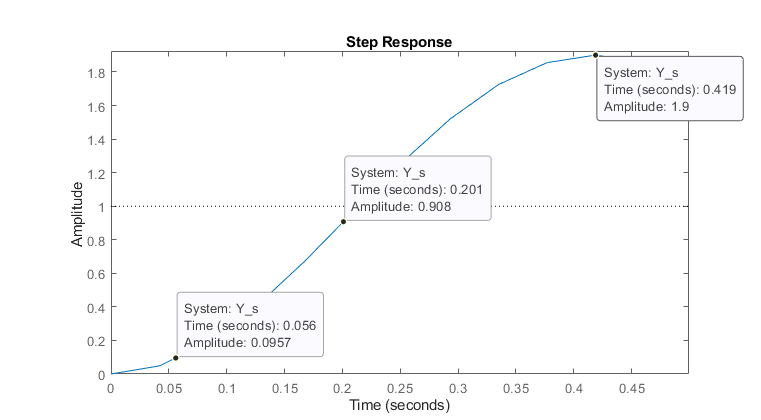 Step Response
1.8
1.6
1.4
1.2
1
0.8
0.6
0.4
0.2
0
Amplitude
System: Y_s
Time (seconds): 0.419
Amplitude: 1.9
System: Y_s
Time (seconds): 0.201
Amplitude: 0.908
System: Y_s
Time (seconds): 0.056
Amplitude: 0.0957
0 0.05 0.1 0.15 0.2 0.25 0.3 0.35 0.4 0.45
Time (seconds)